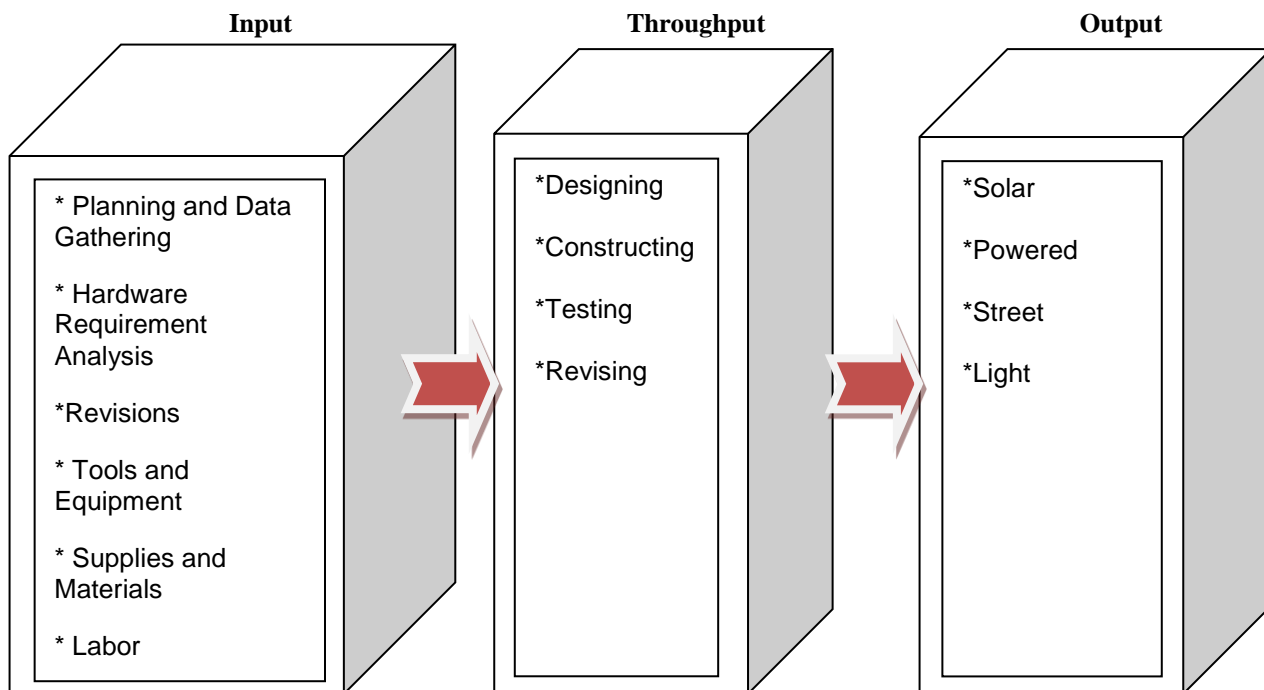 Input
Throughput
Output
* Planning and Data
Gathering
* Hardware
Requirement
Analysis
*Revisions
* Tools and
Equipment
* Supplies and
Materials
* Labor
*Designing
*Constructing
*Testing
*Revising
*Solar
*Powered
*Street
*Light